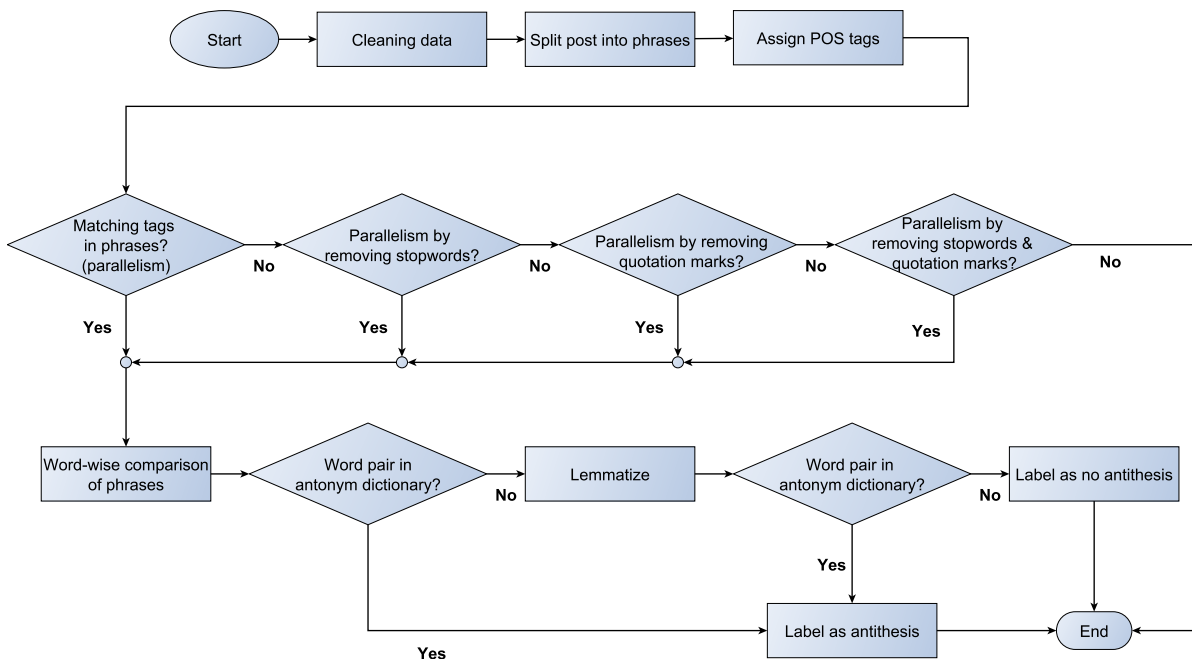 Start
Cleaning data
Split post into phrases
Assign POS tags
Matching tags
in phrases?
(parallelism)
No
Parallelism by
removing stopwords?
No
Parallelism by removing
quotation marks?
No
Parallelism by
removing stopwords &
quotation marks?
No
Yes
Yes
Yes
Yes
Word-wise comparison
of phrases
Word pair in
antonym dictionary?
No
Lemmatize
Word pair in
antonym dictionary?
No
Label as no antithesis
Yes
Label as antithesis
End
Yes